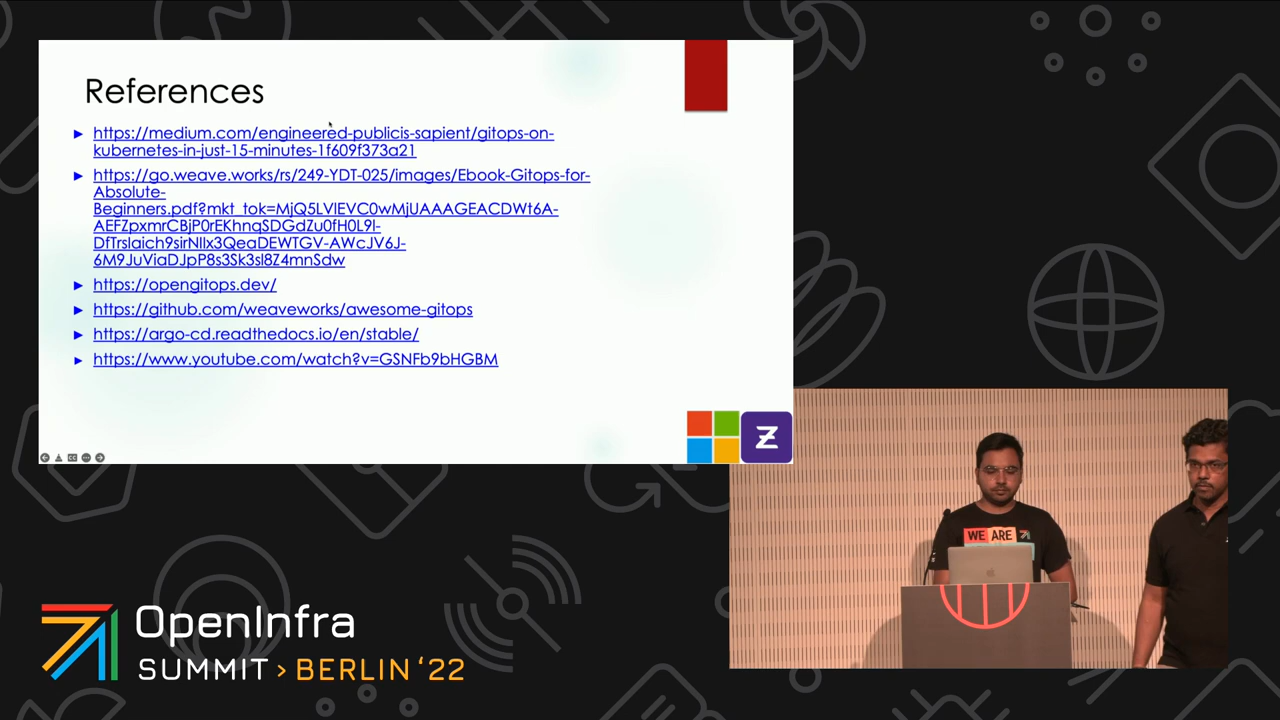 References
https://medium.com/engineered-publicis-sapient/gitops-on-
kubernetes-in-just-15-minutes-1f609f373a21
https://go.weave.works/rs/249-YDT-025/images/Ebook-Gitops-for-
Absolute-
Beginners.pdf?mkt_tok=MjQ5LVlEVC0wMjUAAAGEACDWt6A-
AEFZpxmrCBjP0rEKhnqSDGdZu0fH0L9I-
DfTrsIaich9sirNIlx3QeaDEWTGV-AWcJV6J-
6M9JuViaDJpP8s3Sk3sl8Z4mnSdw
https://opengitops.dev/
https://github.com/weaveworks/awesome-gitops
https://argo-cd.readthedocs.io/en/stable/
https://www.youtube.com/watch?v=GSNFb9bHGBM
Z
WE ARE
OpenInfra
SUMMIT > BERLIN ‘22